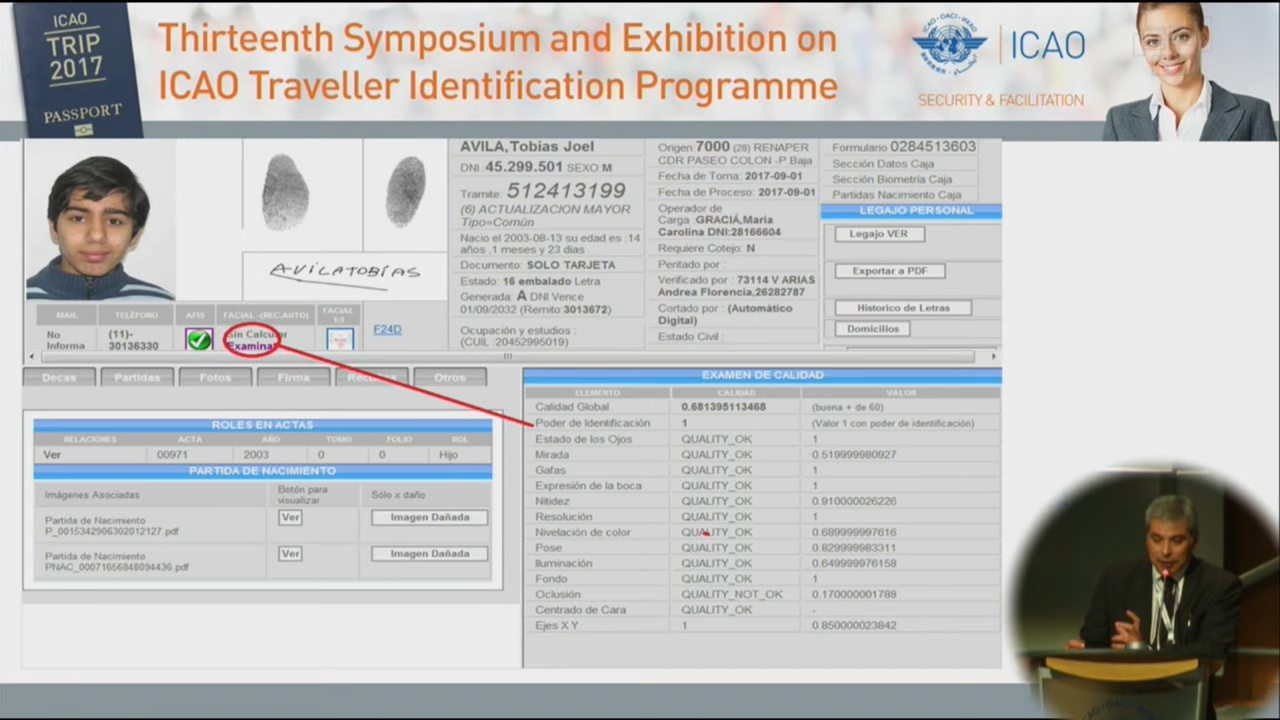 ICAO
TRIP
2017
PASSPORT
Thirteenth Symposium and Exhibition on
ICAO Traveller Identification Programme
ICAO
SECURITY & FACILITATION
AVILATOBIAS
MAIL TELÉFONO AFIS FACIAL -(REC.AUTO) FACIAL 1:1
No Informa (11)-30136330 Sin Calcular Examinar F24D
AVILA,Tobias Joel
DNI: 45.299.501 SEXO:M
Tramite: 512413199
(6) ACTUALIZACION MAYOR
Tipo=Común
Nacio el 2003-08-13 su edad es :14
años ,1 meses y 23 dias
Documento: SOLO TARJETA
Estado: 16 embalado Letra
Generada: A DNI Vence
01/09/2032 (Remito:3013672)
Ocupación y estudios :
(CUIL :20452995019)
Origen 7000 (28) RENAPER
CDR PASEO COLON -P.Baja
Fecha de Toma: 2017-09-01
Fecha de Proceso: 2017-09-01
Operador de
Carga .GRACIÁ,Maria
Carolina DNI:28166604
Requiere Cotejo: N
Peritado por :
Verificado por : 73114 V ARIAS
Andrea Florencia,26282787
Cortado por : (Automático
Digital)
Estado Civil :
Formulario 0284513603
Sección Datos Caja
Sección Biometría Caja
Partidas Nacimiento Caja
LEGAJO PERSONAL
Legajo VER
Exportar a PDF
Historico de Letras
Domicilios
Decas Partidas Fotos Firma Otros
ROLES EN ACTAS
RELACIONES ACTA AÑO TOMO FOLIO ROL
Ver 00971 2003 0 0 Hijo
PARTIDA DE NACIMIENTO
Imágenes Asociadas Botón para visualizar Sólo x daño
Partida de Nacimiento
P_0015342906302012127.pdf Ver Imagen Dañada
Partida de Nacimiento
PNAC_00071656848094436.pdf Ver Imagen Dañada
EXAMEN DE CALIDAD
ELEMENTO CALIDAD VALOR
Calidad Global 0.681395113468 (buena + de 60)
Poder de Identificación 1 (Valor 1 con poder de identificación)
Estado de los Ojos QUALITY_OK 1
Mirada QUALITY_OK 0.519999980927
Gafas QUALITY_OK 1
Expresión de la boca QUALITY_OK 1
Nitidez QUALITY_OK 0.910000026226
Resolución QUALITY_OK 1
Nivelación de color QUALITY_OK 0.689999997616
Pose QUALITY_OK 0.829999983311
Iluminación QUALITY_OK 0.649999976158
Fondo QUALITY_OK 1
Oclusión QUALITY_NOT_OK 0.170000001788
Centrado de Cara QUALITY_OK -
Ejes X Y 1 0.850000023842